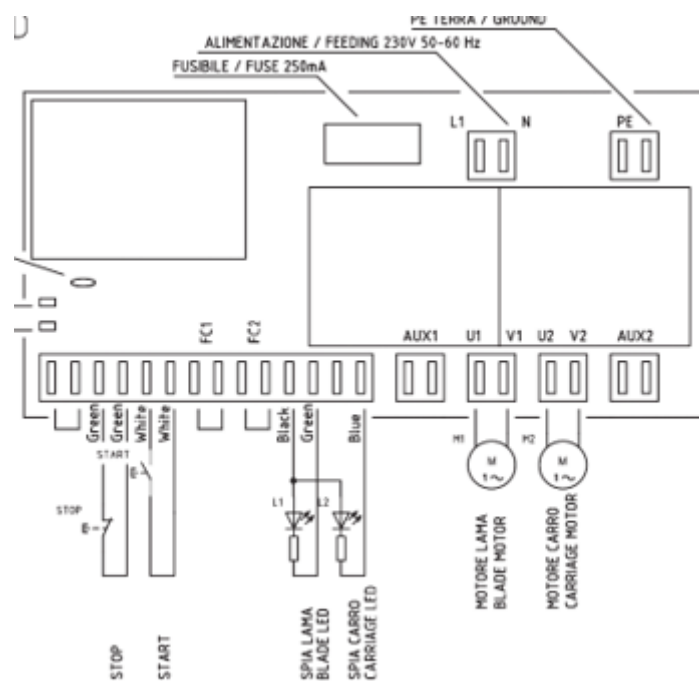 PE TERRA / GROUND
ALIMENTAZIONE / FEEDING 230V 50-60 Hz
FUSIBILE / FUSE 250mA
L1 N PE
FC1 FC2
AUX1 U1 V1 U2 V2 AUX2
Green Green White White Black Green Blue
M1 M2
START
M 1~ M 1~
STOP
L1 L2
STOP
START
SPIA LAMA
BLADE LED
SPIA CARRO
CARRIAGE LED
MOTORE LAMA
BLADE MOTOR
MOTORE CARRO
CARRIAGE MOTOR